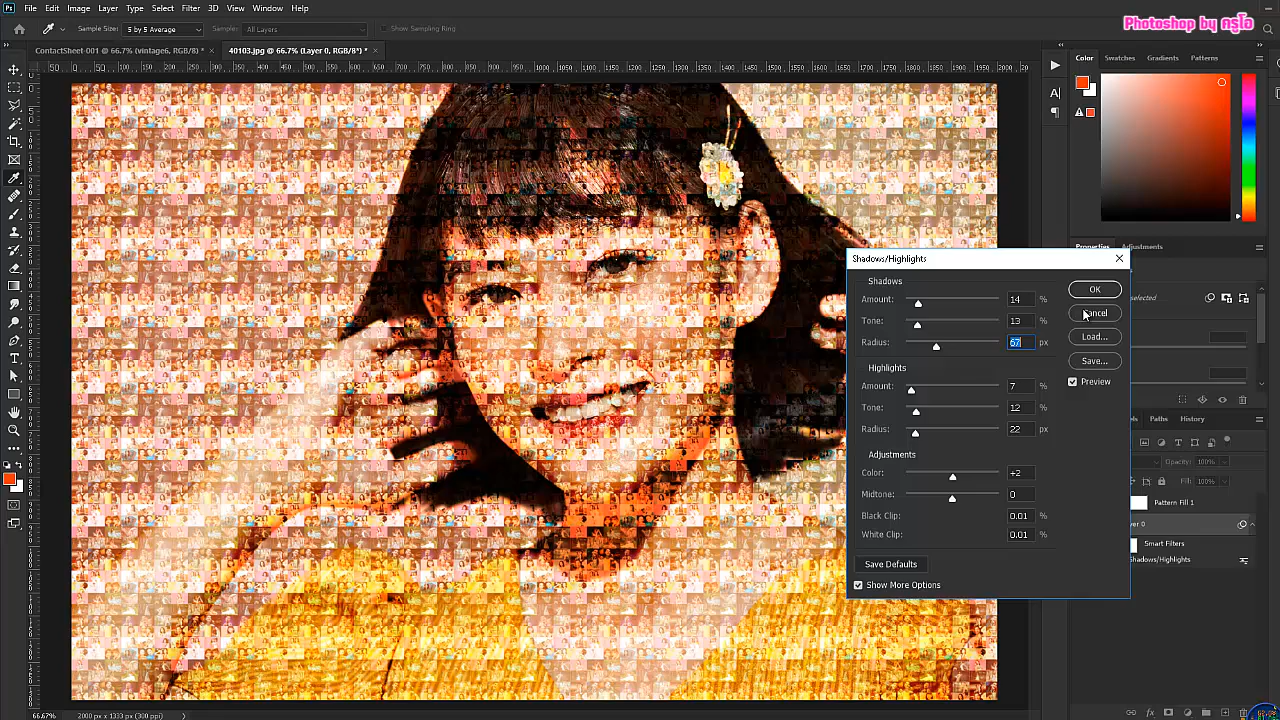 File Edit Image Layer Type Select Filter 3D View Window Help
Photoshop by ครูโอ
Sample Size: 5 by 5 Average Sample: All Layers Show Sampling Ring
ContactSheet-001 @ 66.7% (vintage6, RGB/8) * ×
40103.jpg @ 66.7% (Layer 0, RGB/8*) * ×
Color Swatches Gradients Patterns
Properties Adjustments
Shadows/Highlights
Shadows
Amount: 14 %
Tone: 13 %
Radius: 67 px
Highlights
Amount: 7 %
Tone: 12 %
Radius: 22 px
Adjustments
Color: +2
Midtone: 0
Black Clip: 0.01 %
White Clip: 0.01 %
Save Defaults
Show More Options
OK
Cancel
Load...
Save...
Preview
selected
Paths History
Opacity: 100%
Fill: 100%
Pattern Fill 1
Smart Filters
Shadows/Highlights
66.67% 2000 px x 1333 px (300 ppi)